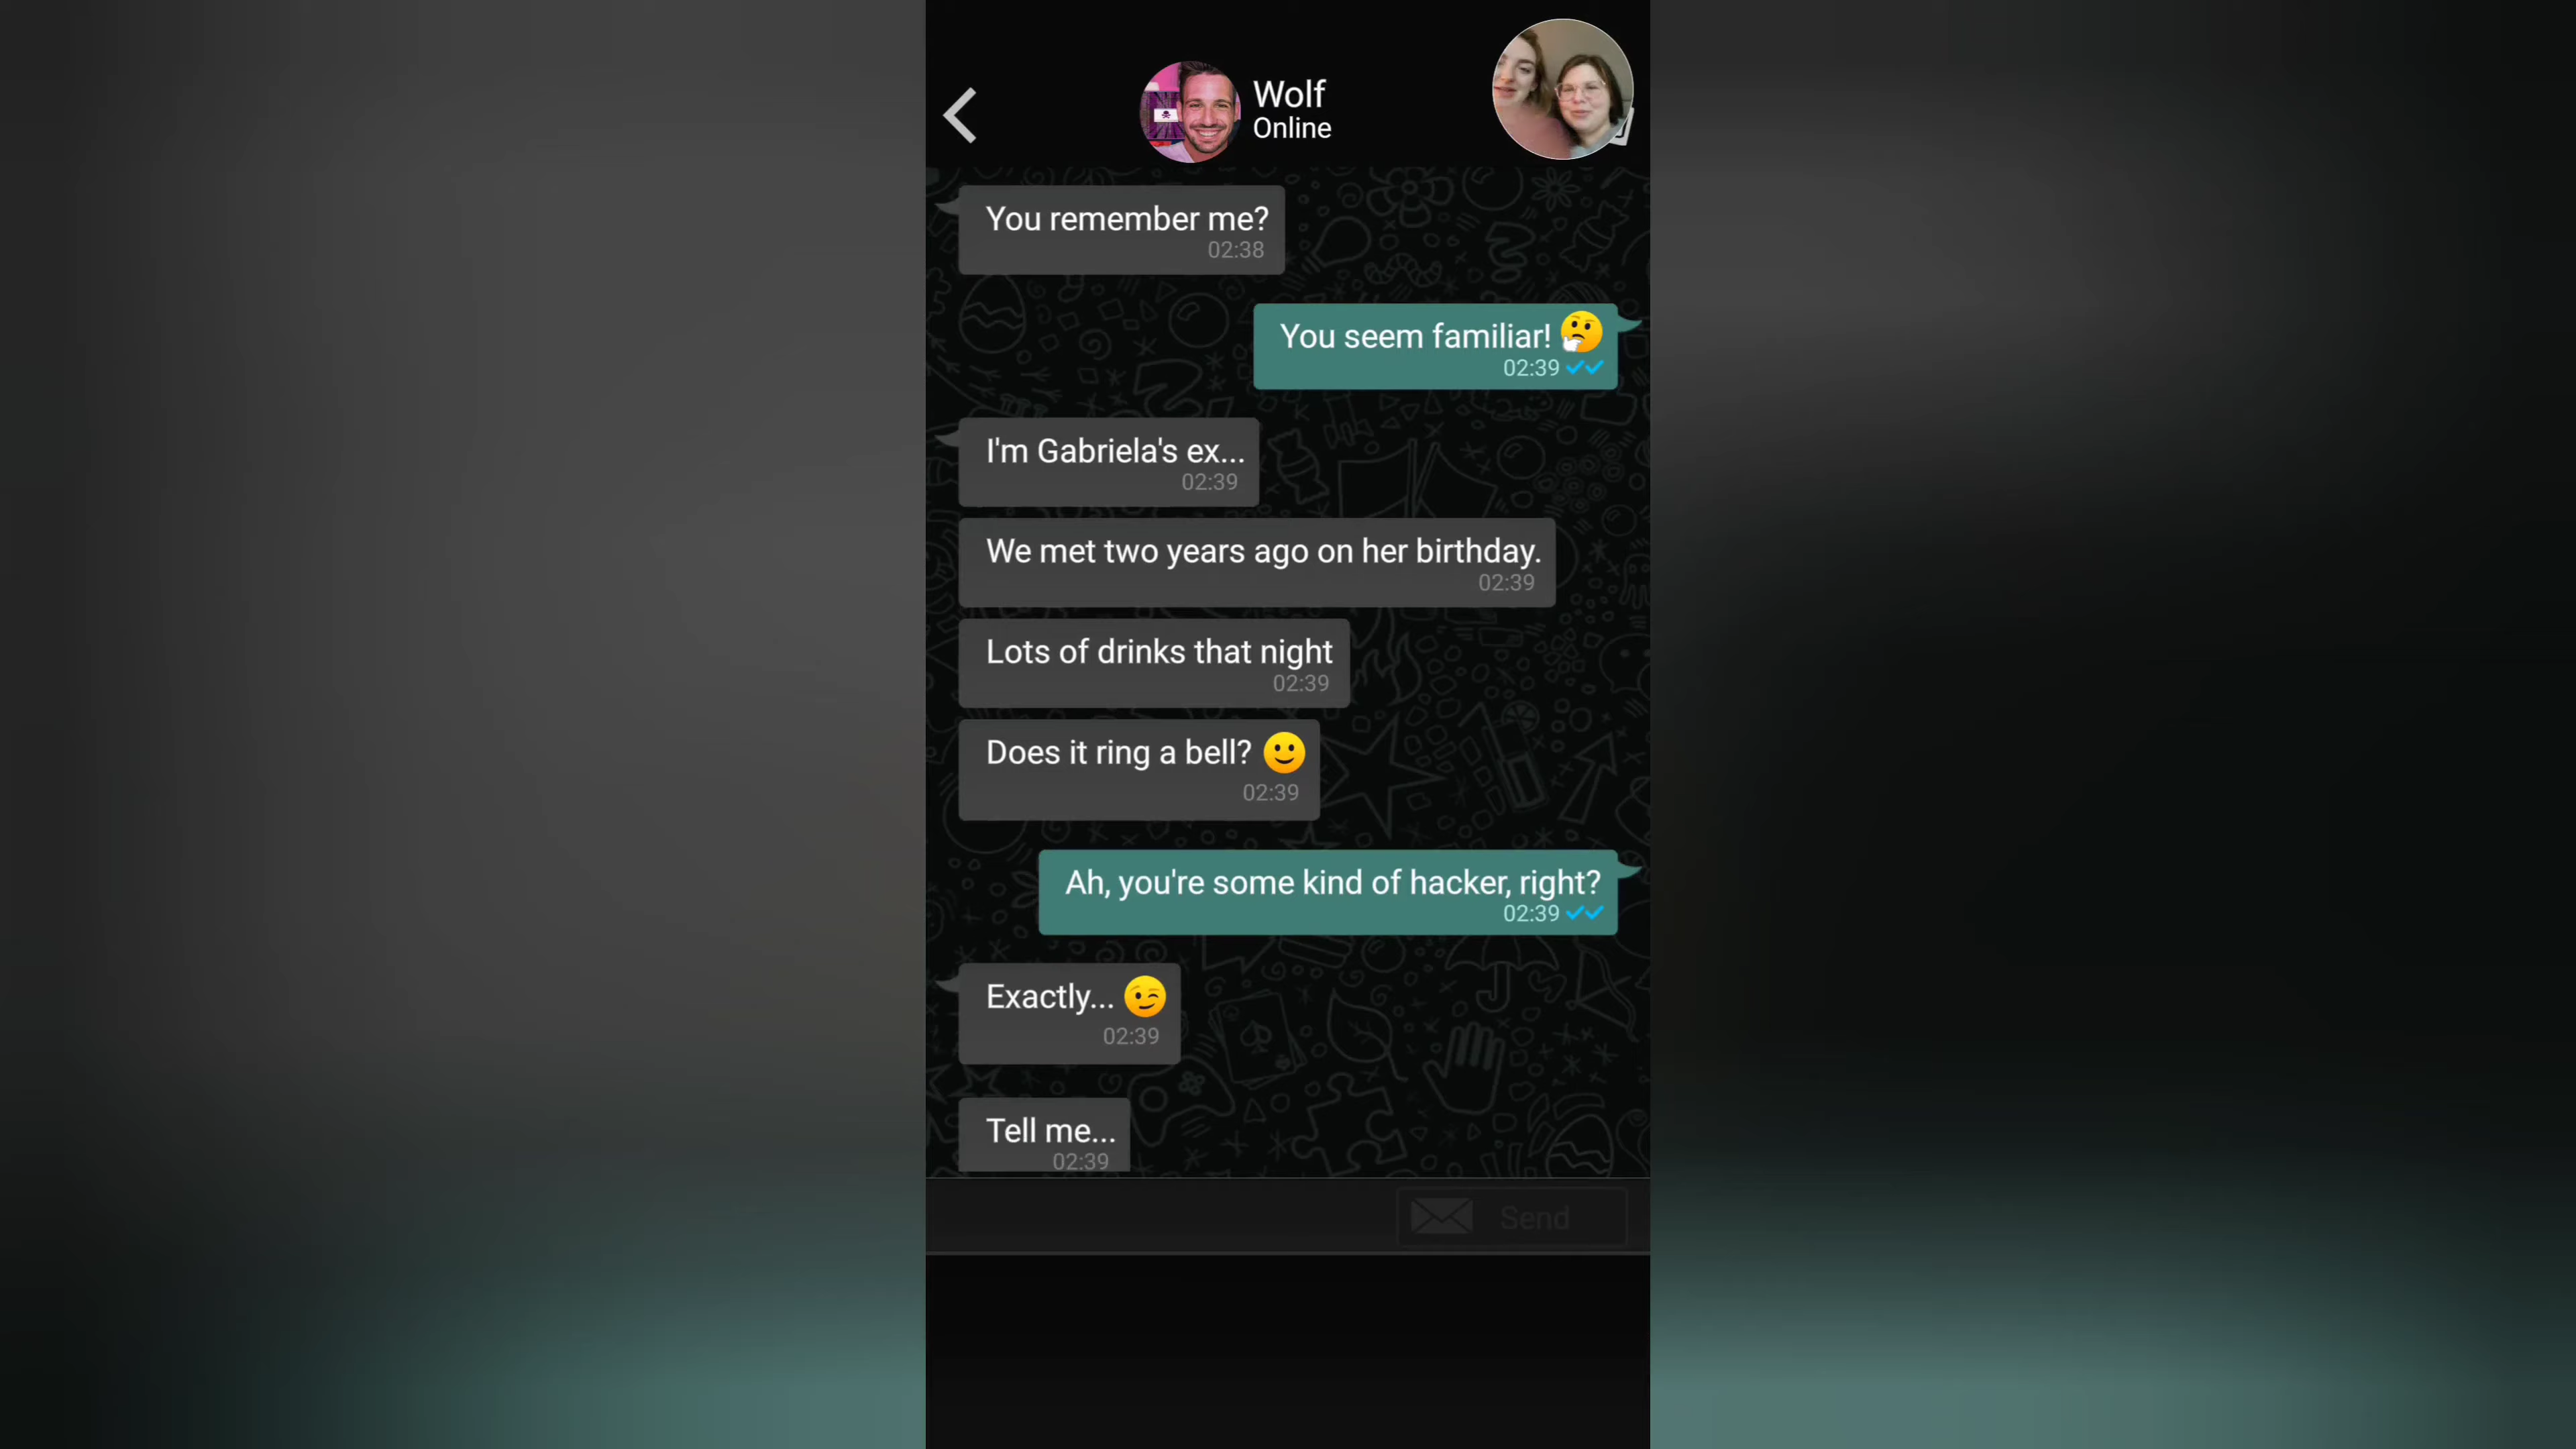 Wolf
Online
You remember me?
02:38
You seem familiar! 🤔
02:39
I'm Gabriela's ex...
02:39
We met two years ago on her birthday.
02:39
Lots of drinks that night
02:39
Does it ring a bell? 🙂
02:39
Ah, you're some kind of hacker, right?
02:39
Exactly... 😉
02:39
Tell me...
02:39
Send